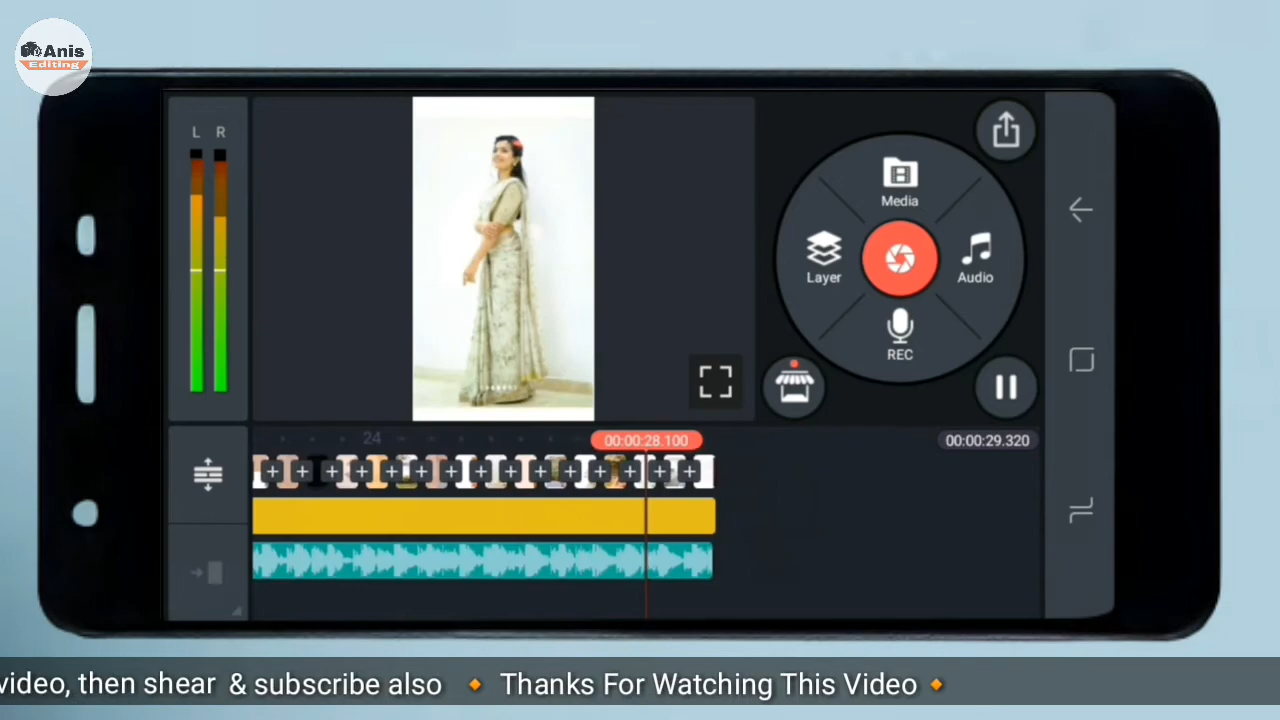 Anis
Editing
L R
Media
Layer
Audio
REC
24
00:00:28.100
00:00:29.320
video, then shear & subscribe also 🔸 Thanks For Watching This Video 🔸